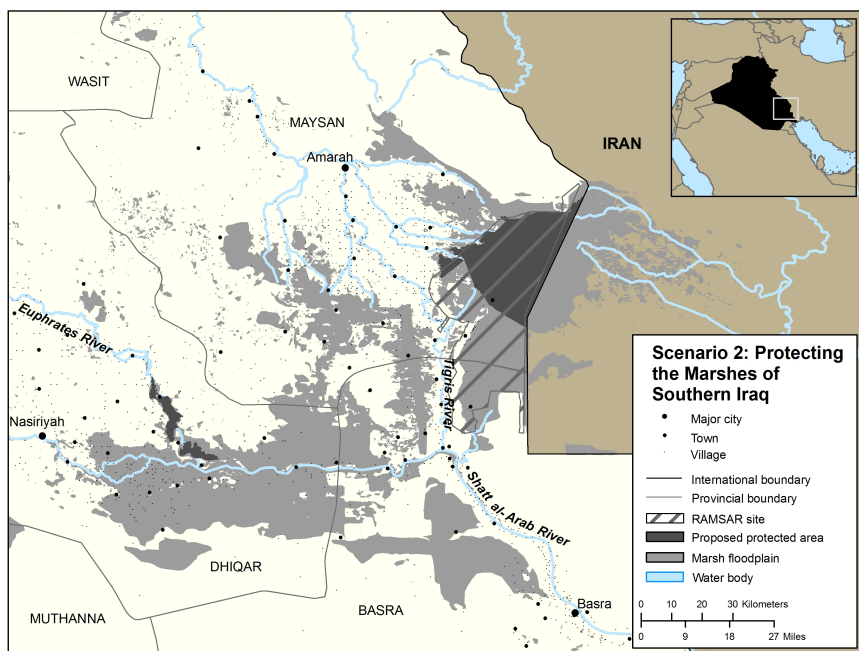 WASIT
MAYSAN
Amarah
IRAN
Euphrates River
Tigris River
Nasiriyah
Shatt al-Arab River
DHIQAR
MUTHANNA
BASRA
Basra
Scenario 2: Protecting
the Marshes of
Southern Iraq
Major city
Town
Village
International boundary
Provincial boundary
RAMSAR site
Proposed protected area
Marsh floodplain
Water body
0 10 20 30 Kilometers
0 9 18 27 Miles